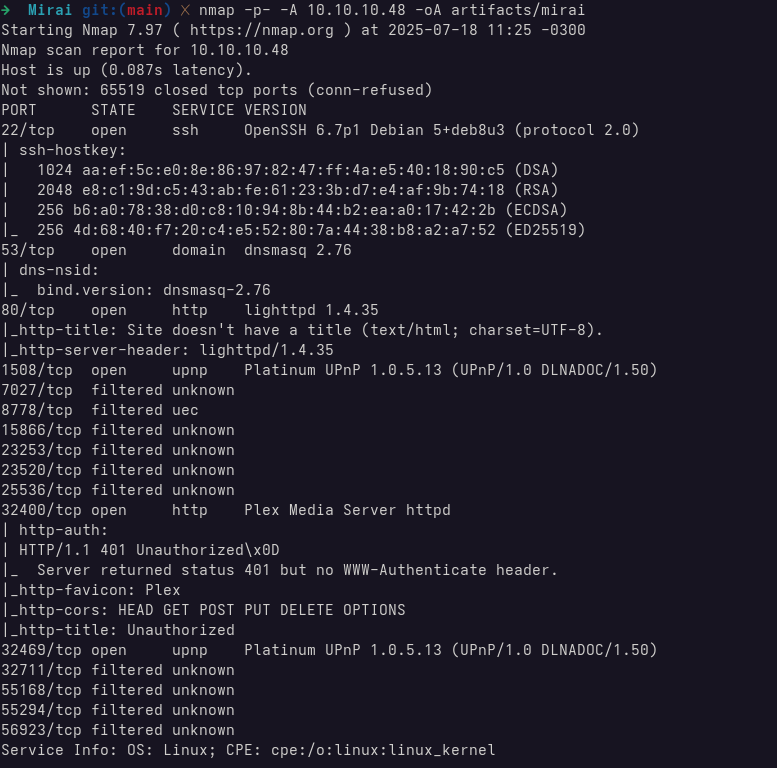 →  Mirai git:(main) ✗ nmap -p- -A 10.10.10.48 -oA artifacts/mirai
Starting Nmap 7.97 ( https://nmap.org ) at 2025-07-18 11:25 -0300
Nmap scan report for 10.10.10.48
Host is up (0.087s latency).
Not shown: 65519 closed tcp ports (conn-refused)
PORT      STATE    SERVICE VERSION
22/tcp    open     ssh     OpenSSH 6.7p1 Debian 5+deb8u3 (protocol 2.0)
| ssh-hostkey:
|   1024 aa:ef:5c:e0:8e:86:97:82:47:ff:4a:e5:40:18:90:c5 (DSA)
|   2048 e8:c1:9d:c5:43:ab:fe:61:23:3b:d7:e4:af:9b:74:18 (RSA)
|   256 b6:a0:78:38:d0:c8:10:94:8b:44:b2:ea:a0:17:42:2b (ECDSA)
|_  256 4d:68:40:f7:20:c4:e5:52:80:7a:44:38:b8:a2:a7:52 (ED25519)
53/tcp    open     domain  dnsmasq 2.76
| dns-nsid:
|_  bind.version: dnsmasq-2.76
80/tcp    open     http    lighttpd 1.4.35
|_http-title: Site doesn't have a title (text/html; charset=UTF-8).
|_http-server-header: lighttpd/1.4.35
1508/tcp  open     upnp    Platinum UPnP 1.0.5.13 (UPnP/1.0 DLNADOC/1.50)
7027/tcp  filtered unknown
8778/tcp  filtered uec
15866/tcp filtered unknown
23253/tcp filtered unknown
23520/tcp filtered unknown
25536/tcp filtered unknown
32400/tcp open     http    Plex Media Server httpd
| http-auth:
| HTTP/1.1 401 Unauthorized\x0D
|_  Server returned status 401 but no WWW-Authenticate header.
|_http-favicon: Plex
|_http-cors: HEAD GET POST PUT DELETE OPTIONS
|_http-title: Unauthorized
32469/tcp open     upnp    Platinum UPnP 1.0.5.13 (UPnP/1.0 DLNADOC/1.50)
32711/tcp filtered unknown
55168/tcp filtered unknown
55294/tcp filtered unknown
56923/tcp filtered unknown
Service Info: OS: Linux; CPE: cpe:/o:linux:linux_kernel